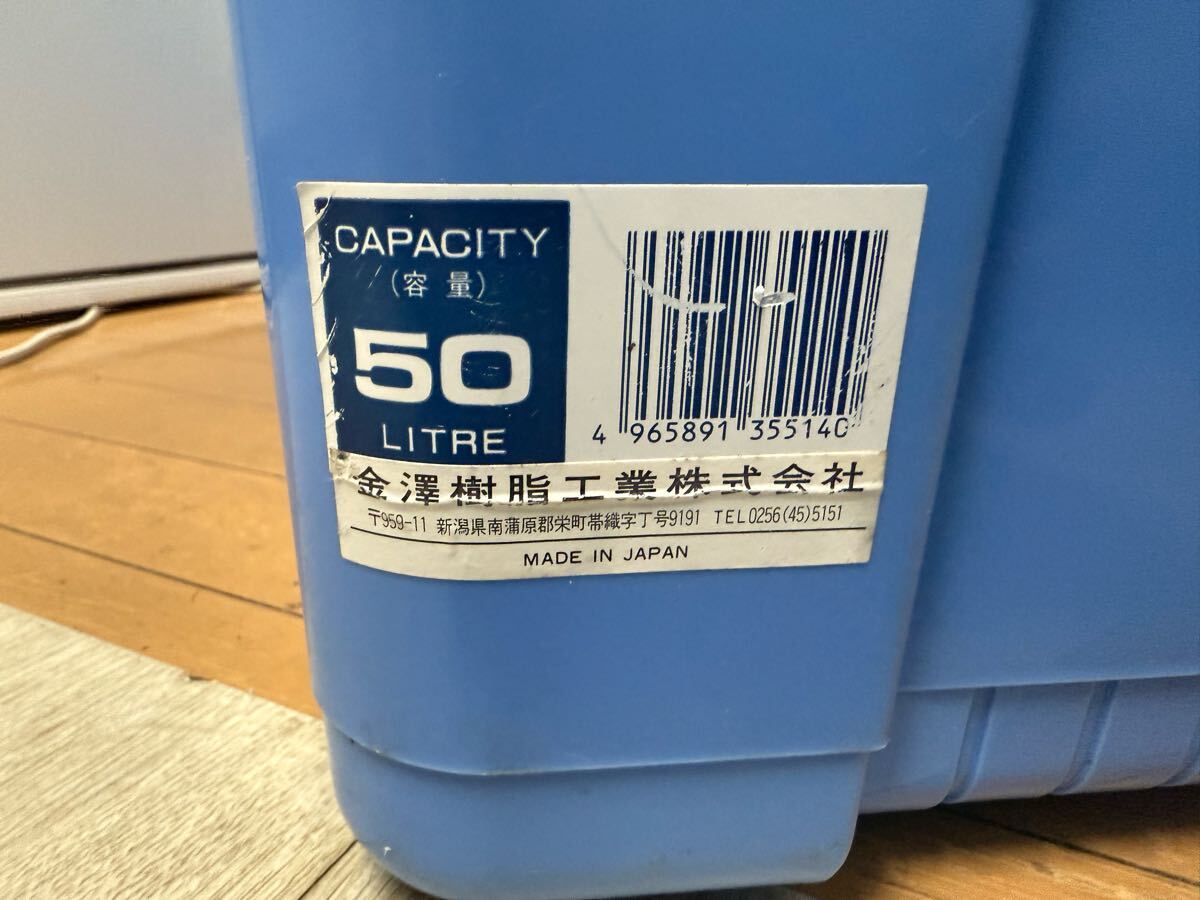 CAPACITY
(容量)
50
LITRE
4 965891 355140
金澤樹脂工業株式会社
〒959-11 新潟県南蒲原郡栄町帯織字丁号9191 TEL0256(45)5151
MADE IN JAPAN